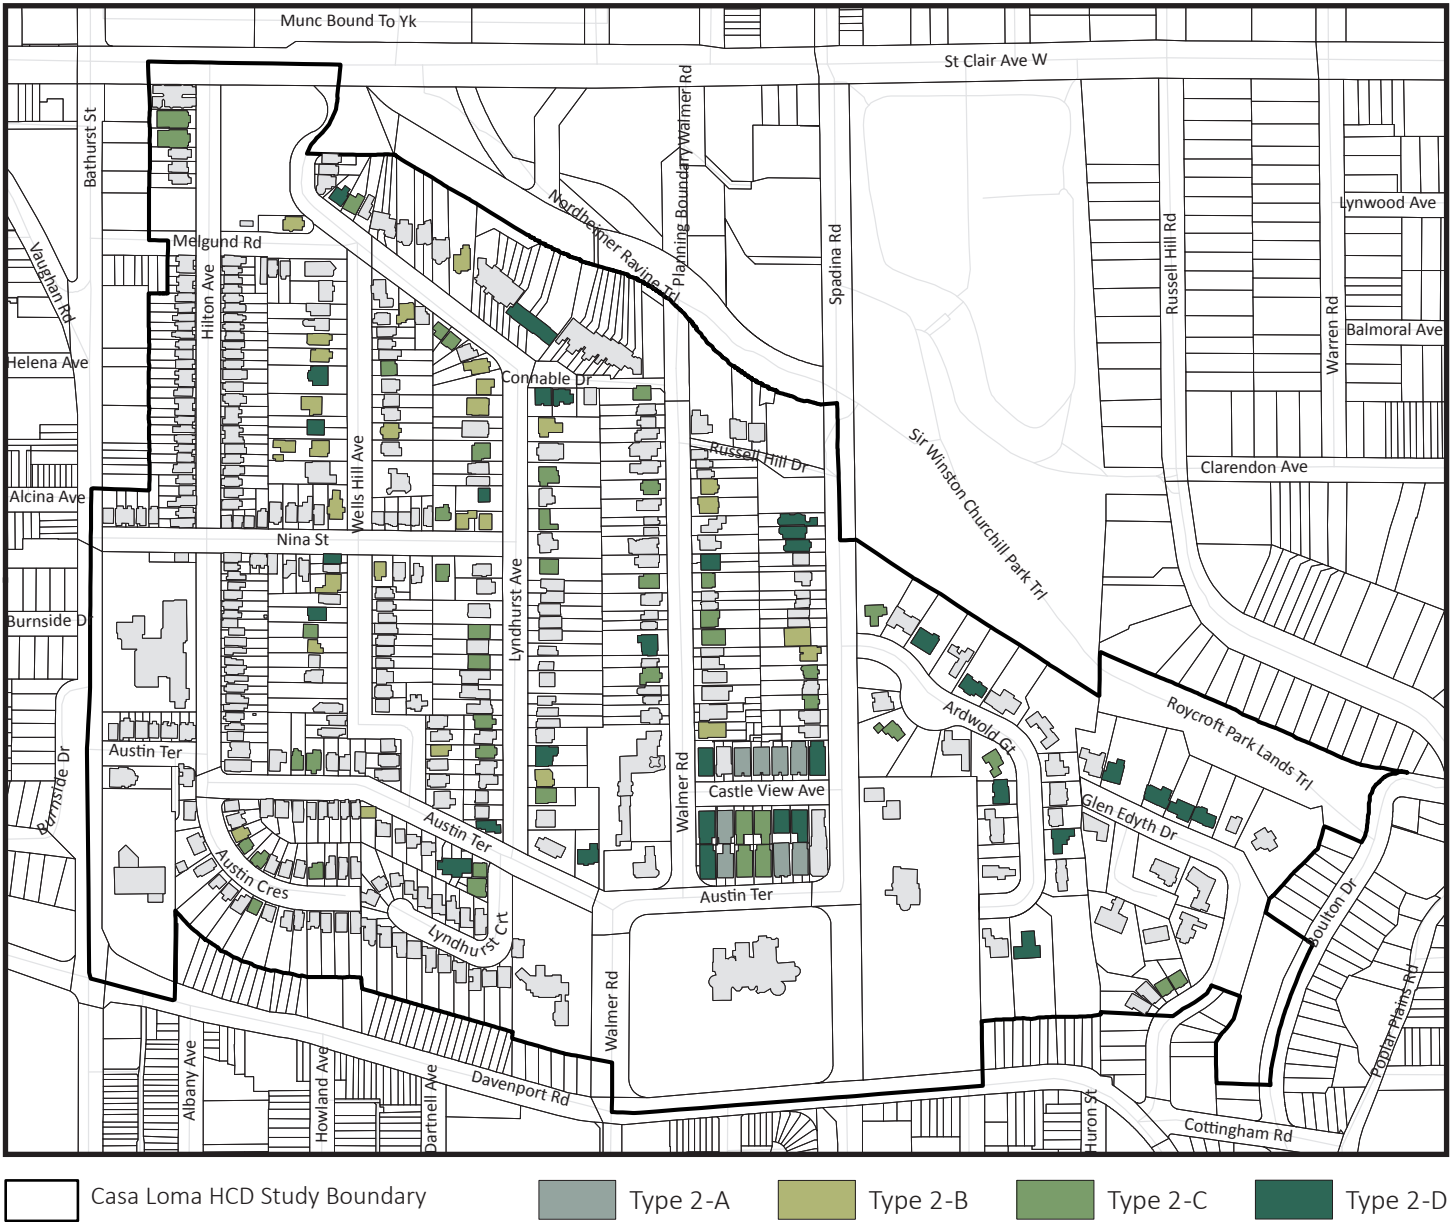 Munc Bound To Yk
St Clair Ave W
Bathurst St
Planning Boundary Walmer Rd
Nordheimer Ravine Trl
Spadina Rd
Russell Hill Rd
Warren Rd
Lynwood Ave
Vaughan Rd
Melgund Rd
Hilton Ave
Balmoral Ave
Helena Ave
Connable Dr
Wells Hill Ave
Russell Hill Dr
Sir Winston Churchill Park Trl
Clarendon Ave
Alcina Ave
Nina St
Lyndhurst Ave
Burnside Dr
Ardwold Gt
Roycroft Park Lands Trl
Austin Ter
Burnside Dr
Walmer Rd
Castle View Ave
Glen Edyth Dr
Austin Ter
Austin Cres
Austin Ter
Lyndhurst Crt
Boulton Dr
Walmer Rd
Poplar Plains Rd
Albany Ave
Howland Ave
Dartnell Ave
Davenport Rd
Huron St
Cottingham Rd
Casa Loma HCD Study Boundary
Type 2-A
Type 2-B
Type 2-C
Type 2-D